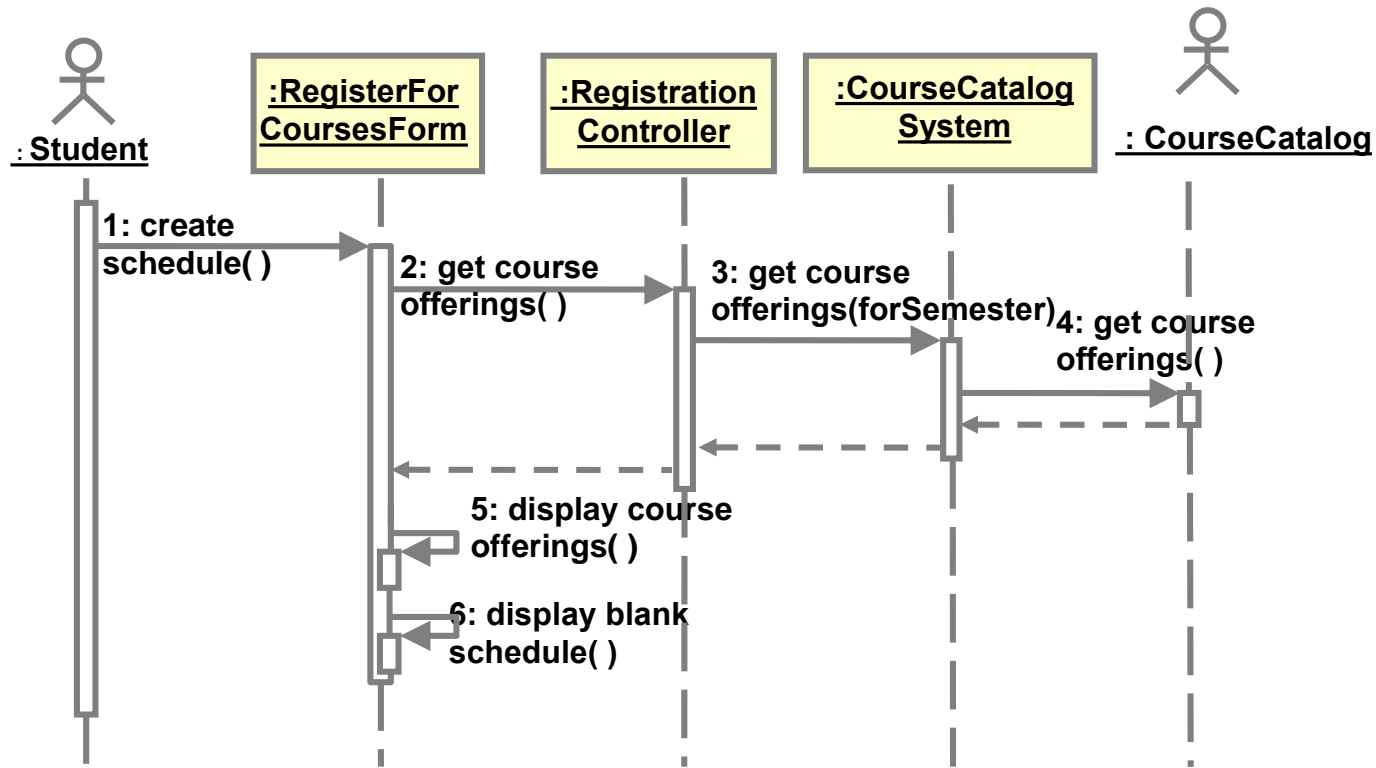 : Student
:RegisterFor
CoursesForm
:Registration
Controller
:CourseCatalog
System
: CourseCatalog
1: create
schedule( )
2: get course
offerings( )
3: get course
offerings(forSemester)
4: get course
offerings( )
5: display course
offerings( )
6: display blank
schedule( )